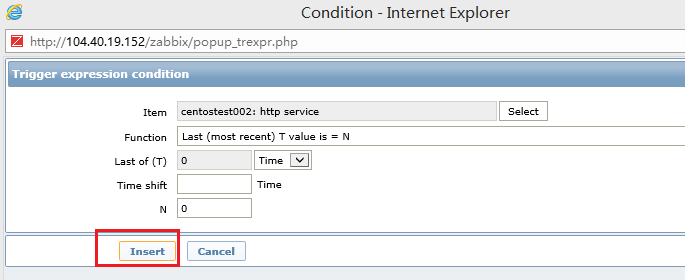 Condition - Internet Explorer
http://104.40.19.152/zabbix/popup_trexpr.php
Trigger expression condition
Item centostest002: http service Select
Function Last (most recent) T value is = N
Last of (T) 0 Time
Time shift Time
N 0
Insert Cancel